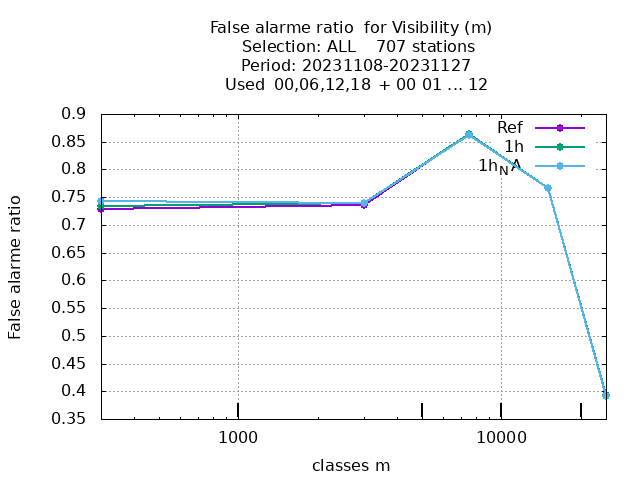 False alarme ratio  for Visibility (m)
Selection: ALL    707 stations
Period: 20231108-20231127
Used  00,06,12,18  + 00 01 ... 12
0.9
0.85
0.8
0.75
0.7
0.65
0.6
0.55
0.5
0.45
0.4
0.35
False alarme ratio
Ref
1h
1h_NA
1000
10000
classes m